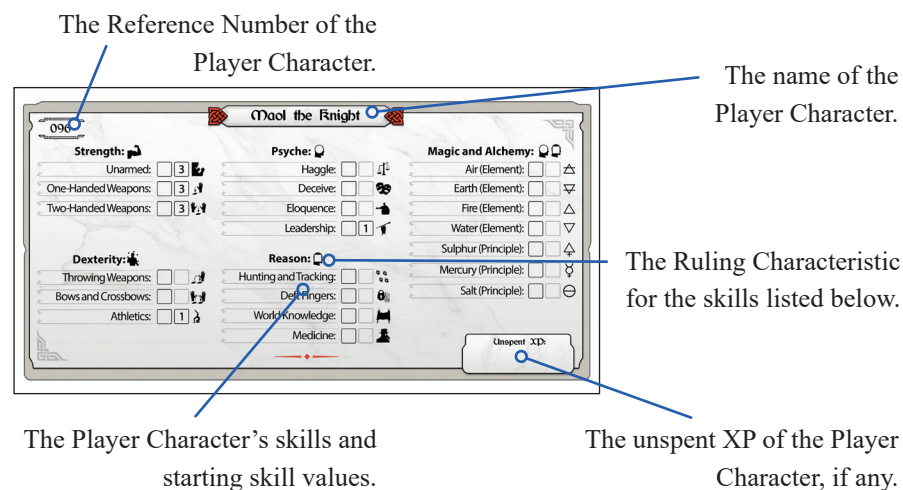 The Reference Number of the
Player Character.
The name of the
Player Character.
096
Maol the Knight
Strength:
Unarmed: 3
One-Handed Weapons: 3
Two-Handed Weapons: 3
Dexterity:
Throwing Weapons:
Bows and Crossbows:
Athletics: 1
Psyche:
Haggle:
Deceive:
Eloquence:
Leadership: 1
Reason:
Hunting and Tracking:
Deft Fingers:
World Knowledge:
Medicine:
Magic and Alchemy:
Air (Element):
Earth (Element):
Fire (Element):
Water (Element):
Sulphur (Principle):
Mercury (Principle):
Salt (Principle):
Unspent XP:
The Ruling Characteristic
for the skills listed below.
The Player Character’s skills and
starting skill values.
The unspent XP of the Player
Character, if any.